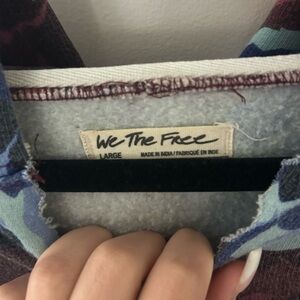 We The Free
LARGE MADE IN INDIA/FABRIQUÉ EN INDE